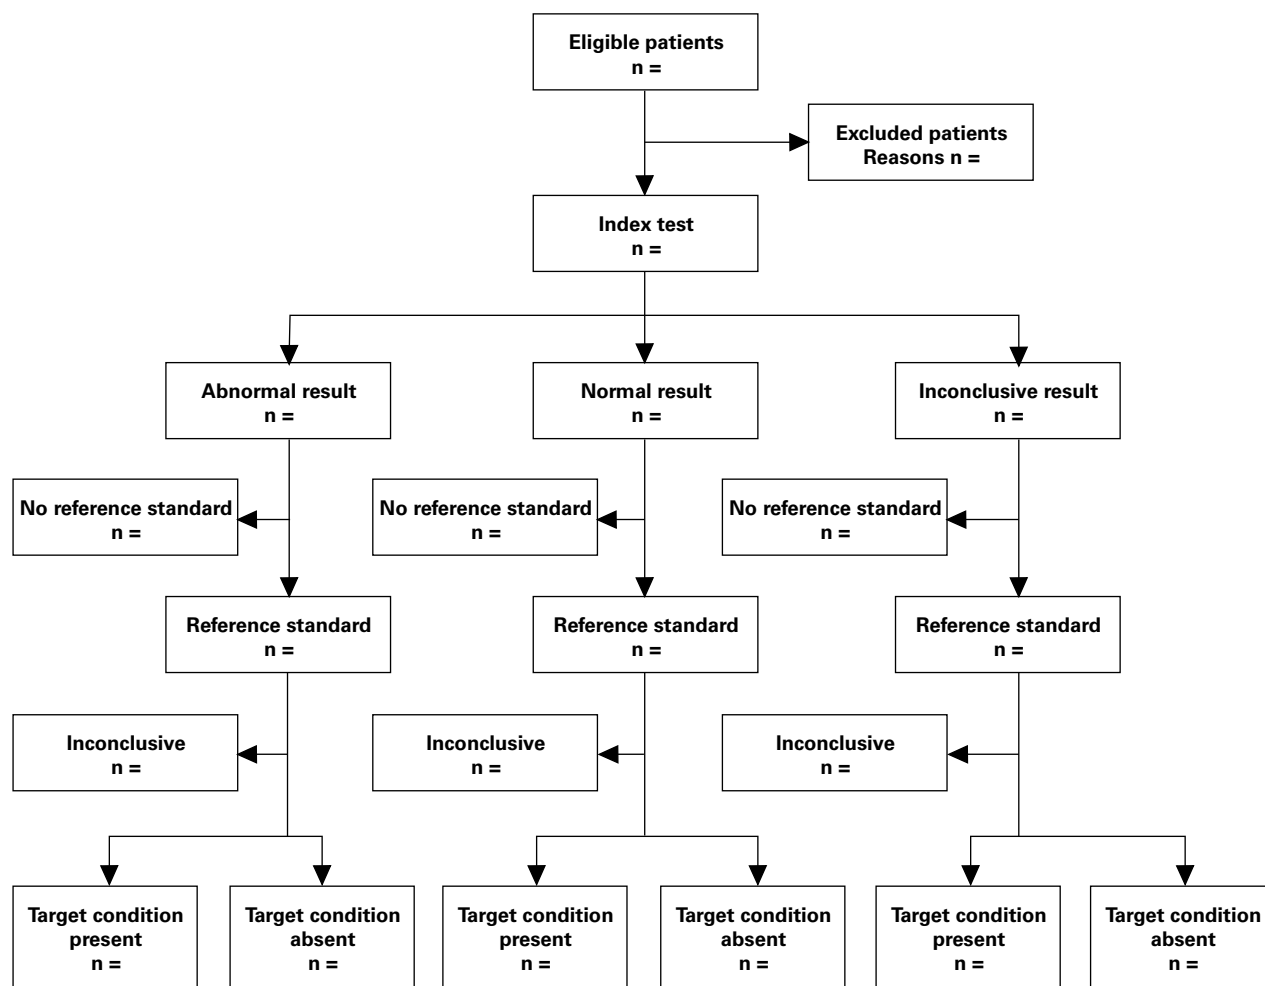 Eligible patients
n =
Excluded patients
Reasons n =
Index test
n =
Abnormal result
n =
Normal result
n =
Inconclusive result
n =
No reference standard
n =
No reference standard
n =
No reference standard
n =
Reference standard
n =
Reference standard
n =
Reference standard
n =
Inconclusive
n =
Inconclusive
n =
Inconclusive
n =
Target condition
present
n =
Target condition
absent
n =
Target condition
present
n =
Target condition
absent
n =
Target condition
present
n =
Target condition
absent
n =